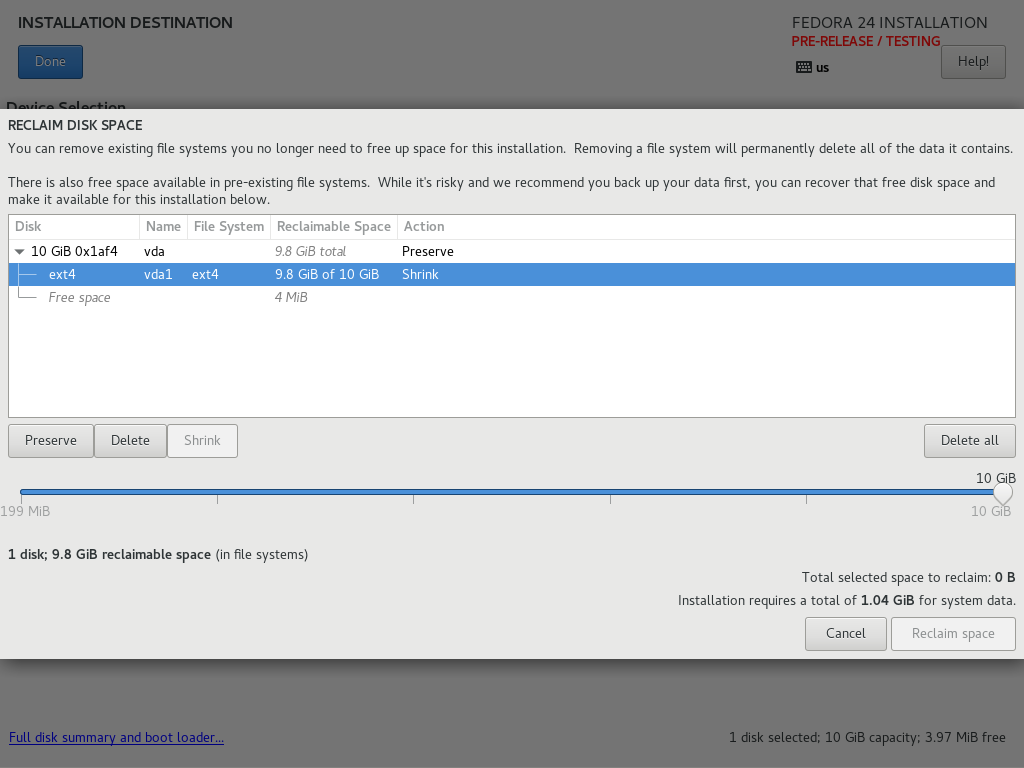 INSTALLATION DESTINATION
FEDORA 24 INSTALLATION
PRE-RELEASE / TESTING
Done
us
Help!
Device Selection
RECLAIM DISK SPACE
You can remove existing file systems you no longer need to free up space for this installation.  Removing a file system will permanently delete all of the data it contains.
There is also free space available in pre-existing file systems.  While it's risky and we recommend you back up your data first, you can recover that free disk space and
make it available for this installation below.
Disk Name File System Reclaimable Space Action
10 GiB 0x1af4 vda 9.8 GiB total Preserve
ext4 vda1 ext4 9.8 GiB of 10 GiB Shrink
Free space 4 MiB
Preserve Delete Shrink Delete all
10 GiB
199 MiB 10 GiB
1 disk; 9.8 GiB reclaimable space (in file systems)
Total selected space to reclaim: 0 B
Installation requires a total of 1.04 GiB for system data.
Cancel Reclaim space
Full disk summary and boot loader... 1 disk selected; 10 GiB capacity; 3.97 MiB free